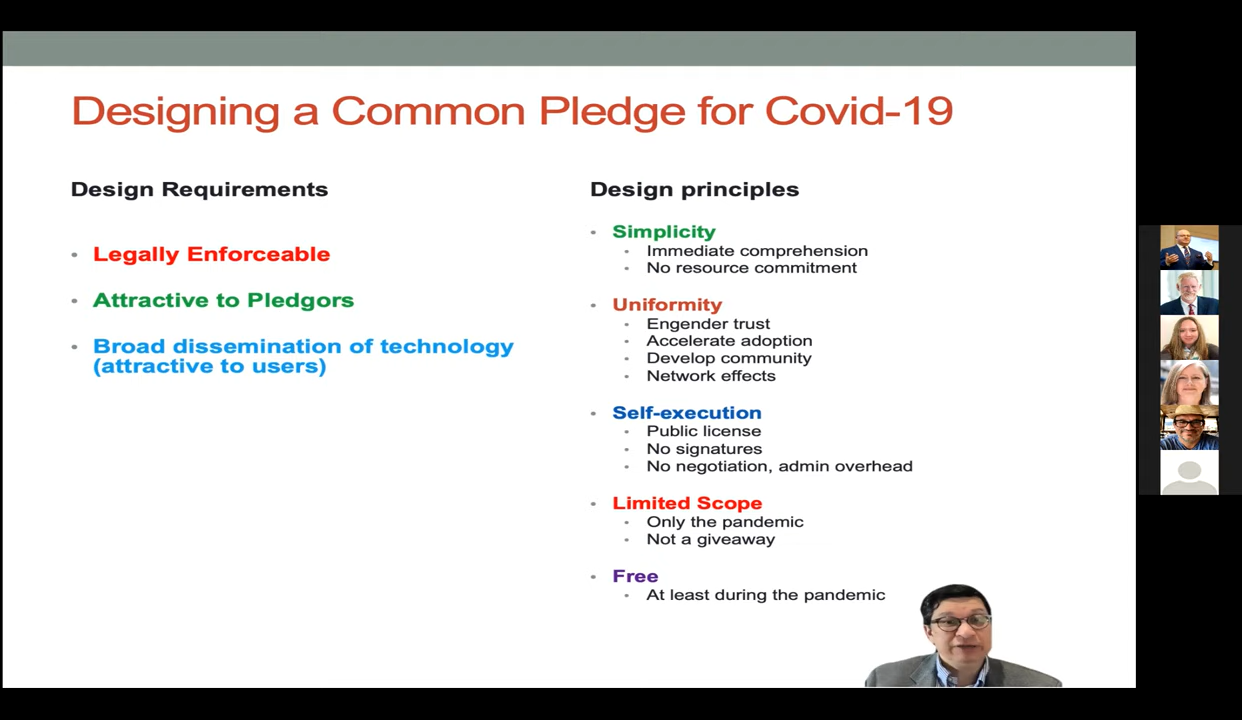 Designing a Common Pledge for Covid-19
Design Requirements
• Legally Enforceable
• Attractive to Pledgors
• Broad dissemination of technology
(attractive to users)
Design principles
• Simplicity
• Immediate comprehension
• No resource commitment
• Uniformity
• Engender trust
• Accelerate adoption
• Develop community
• Network effects
• Self-execution
• Public license
• No signatures
• No negotiation, admin overhead
• Limited Scope
• Only the pandemic
• Not a giveaway
• Free
• At least during the pandemic